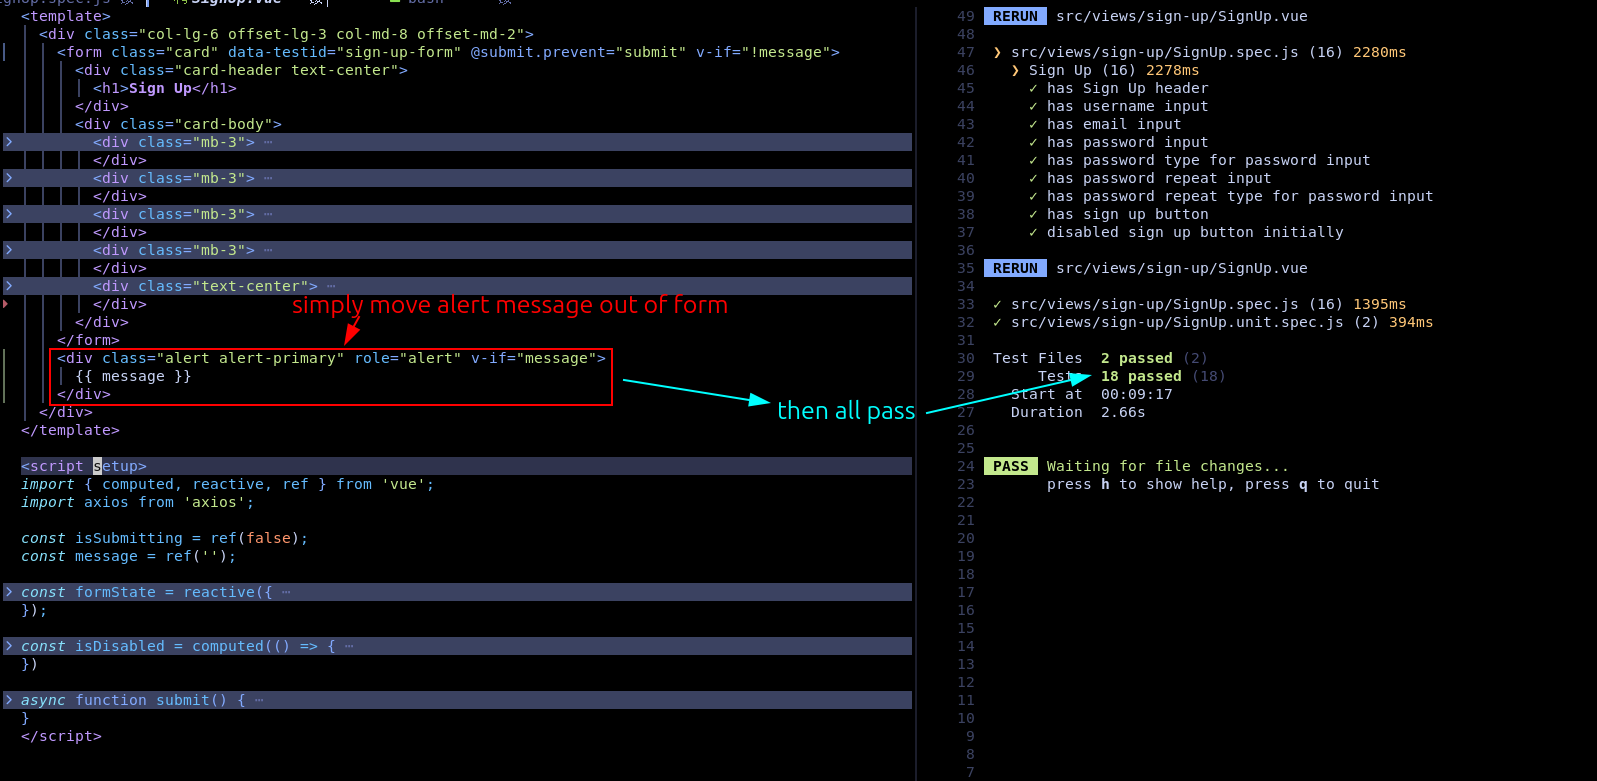 SignUp.vue
bash
<template>
<div class="col-lg-6 offset-lg-3 col-md-8 offset-md-2">
<form class="card" data-testid="sign-up-form" @submit.prevent="submit" v-if="!message">
<div class="card-header text-center">
<h1>Sign Up</h1>
</div>
<div class="card-body">
<div class="mb-3"> ⋯
</div>
<div class="mb-3"> ⋯
</div>
<div class="mb-3"> ⋯
</div>
<div class="mb-3"> ⋯
</div>
<div class="text-center"> ⋯
</div>
</div>
</form>
<div class="alert alert-primary" role="alert" v-if="message">
{{ message }}
</div>
</div>
</template>
<script setup>
import { computed, reactive, ref } from 'vue';
import axios from 'axios';
const isSubmitting = ref(false);
const message = ref('');
const formState = reactive({ ⋯
});
const isDisabled = computed(() => { ⋯
})
async function submit() { ⋯
}
</script>
simply move alert message out of form
then all pass
49 RERUN src/views/sign-up/SignUp.vue
48
47 ❯ src/views/sign-up/SignUp.spec.js (16) 2280ms
46 ❯ Sign Up (16) 2278ms
45 ✓ has Sign Up header
44 ✓ has username input
43 ✓ has email input
42 ✓ has password input
41 ✓ has password type for password input
40 ✓ has password repeat input
39 ✓ has password repeat type for password input
38 ✓ has sign up button
37 ✓ disabled sign up button initially
36
35 RERUN src/views/sign-up/SignUp.vue
34
33 ✓ src/views/sign-up/SignUp.spec.js (16) 1395ms
32 ✓ src/views/sign-up/SignUp.unit.spec.js (2) 394ms
31
30 Test Files 2 passed (2)
29 Tests 18 passed (18)
28 Start at 00:09:17
27 Duration 2.66s
26
25
24 PASS Waiting for file changes...
23 press h to show help, press q to quit
22
21
20
19
18
17
16
15
14
13
12
11
10
9
8
7